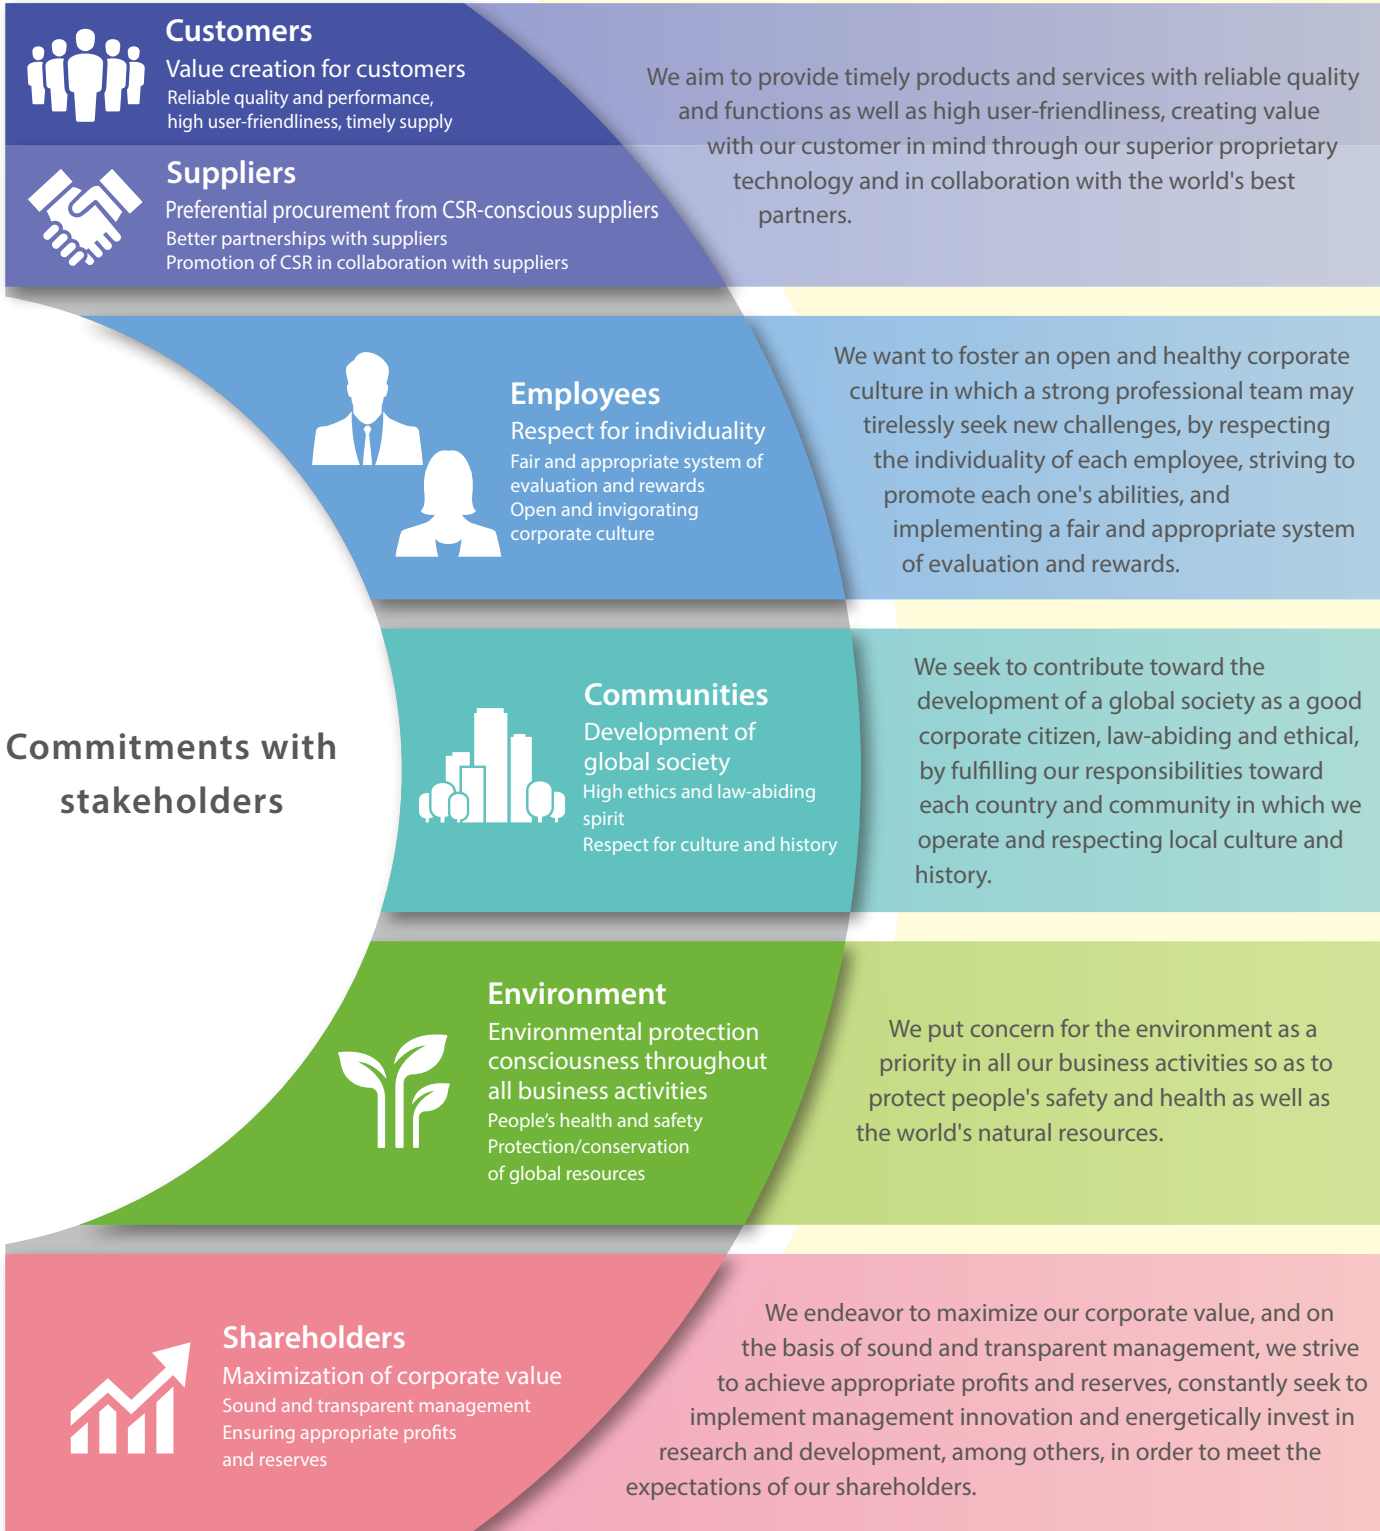 Customers
Value creation for customers
Reliable quality and performance,
high user-friendliness, timely supply
We aim to provide timely products and services with reliable quality
and functions as well as high user-friendliness, creating value
with our customer in mind through our superior proprietary
technology and in collaboration with the world's best
partners.
Suppliers
Preferential procurement from CSR-conscious suppliers
Better partnerships with suppliers
Promotion of CSR in collaboration with suppliers
Employees
Respect for individuality
Fair and appropriate system of
evaluation and rewards
Open and invigorating
corporate culture
We want to foster an open and healthy corporate
culture in which a strong professional team may
tirelessly seek new challenges, by respecting
the individuality of each employee, striving to
promote each one's abilities, and
implementing a fair and appropriate system
of evaluation and rewards.
Commitments with
stakeholders
Communities
Development of
global society
High ethics and law-abiding
spirit
Respect for culture and history
We seek to contribute toward the
development of a global society as a good
corporate citizen, law-abiding and ethical,
by fulfilling our responsibilities toward
each country and community in which we
operate and respecting local culture and
history.
Environment
Environmental protection
consciousness throughout
all business activities
People’s health and safety
Protection/conservation
of global resources
We put concern for the environment as a
priority in all our business activities so as to
protect people's safety and health as well as
the world's natural resources.
Shareholders
Maximization of corporate value
Sound and transparent management
Ensuring appropriate profits
and reserves
We endeavor to maximize our corporate value, and on
the basis of sound and transparent management, we strive
to achieve appropriate profits and reserves, constantly seek to
implement management innovation and energetically invest in
research and development, among others, in order to meet the
expectations of our shareholders.